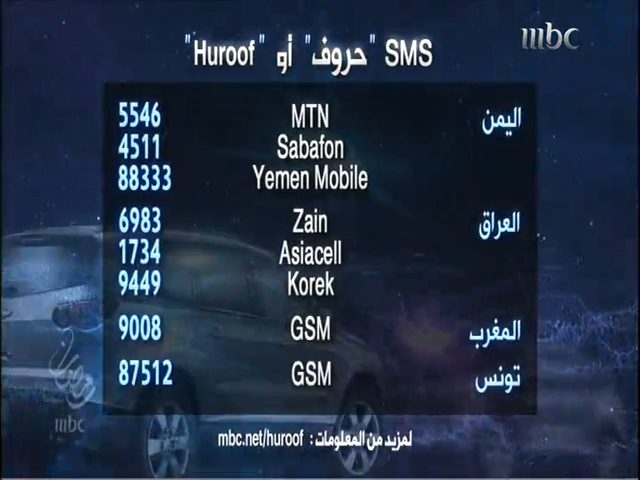 mbc
SMS "حروف" أو "Huroof"
اليمن MTN 5546
Sabafon 4511
Yemen Mobile 88333
العراق Zain 6983
Asiacell 1734
Korek 9449
المغرب GSM 9008
تونس GSM 87512
رمضان
mbc
لمزيد من المعلومات : mbc.net/huroof